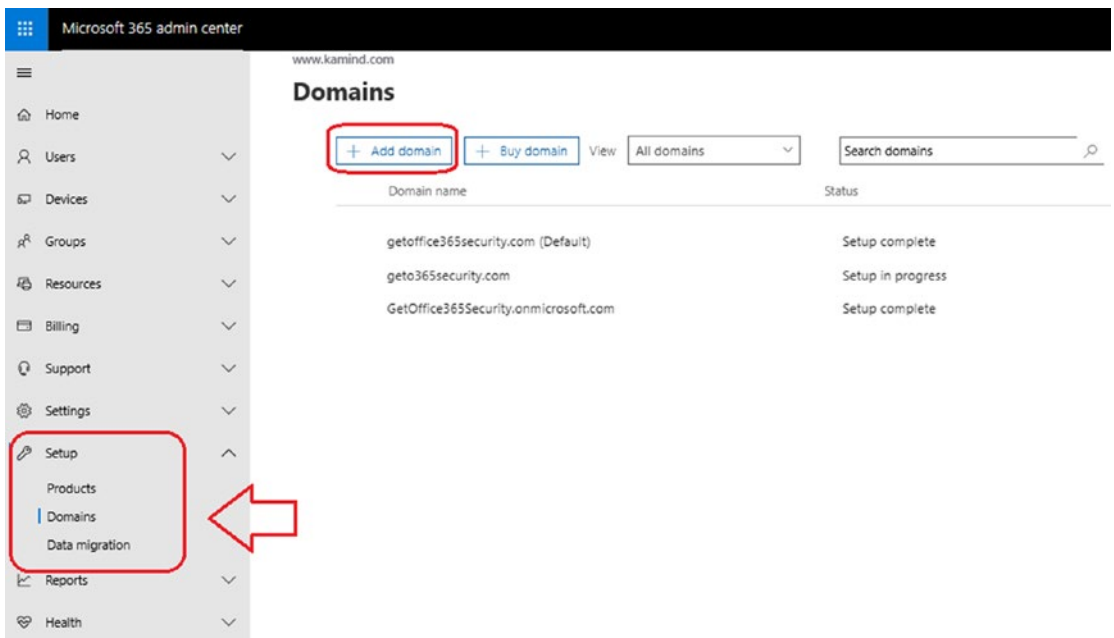 Microsoft 365 admin center
www.kamind.com
Domains
Home
Users
Devices
Groups
Resources
Billing
Support
Settings
Setup
Products
Domains
Data migration
Reports
Health
+ Add domain + Buy domain View All domains Search domains
Domain name Status
getoffice365security.com (Default) Setup complete
geto365security.com Setup in progress
GetOffice365Security.onmicrosoft.com Setup complete